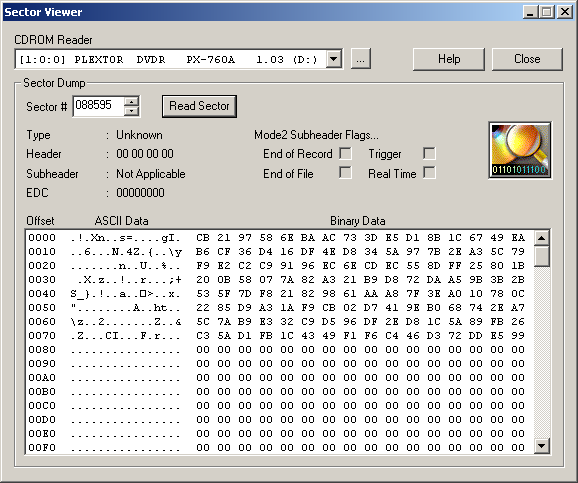 Sector Viewer
CDROM Reader
[1:0:0] PLEXTOR DVDR PX-760A 1.03 (D:)
...
Help
Close
Sector Dump
Sector # 088595
Read Sector
Type : Unknown
Mode2 Subheader Flags...
Header : 00 00 00 00
End of Record
Trigger
Subheader : Not Applicable
End of File
Real Time
EDC : 00000000
01101011100
Offset ASCII Data Binary Data
0000 .!.Xn..s=....gI. CB 21 97 58 6E BA AC 73 3D E5 D1 8B 1C 67 49 EA
0010 ..6...N.4Z.{..\y B6 CF 36 D4 16 DF 4E ED 8 34 5A 97 7B 2E A3 5C 79
0020 .......n..U..%.. F9 E2 C2 C9 91 96 EC 6E CD EC 55 8D FF 25 80 1B
0030 ..X.z..!..r...;+ 20 0B 58 07 7A 82 A3 21 B9 D8 72 DA A5 9B 3B 2B
0040 S_}.!..a..□>..x. 53 5F 7D F8 21 82 98 61 AA A8 7F 3E A0 10 78 0C
0050 "........A..ht.. 22 85 D9 A3 1A F9 CB 02 D7 41 9E B0 68 74 2E A7
0060 \z..2.......Z..& 5C 7A B9 E3 32 C9 D5 96 DF 2E D8 1C 5A 89 FB 26
0070 .Z...CI...F.r... C3 5A D1 FB 1C 43 49 F1 F6 C4 46 D3 72 DD E5 99
0080 ................ 00 00 00 00 00 00 00 00 00 00 00 00 00 00 00 00
0090 ................ 00 00 00 00 00 00 00 00 00 00 00 00 00 00 00 00
00A0 ................ 00 00 00 00 00 00 00 00 00 00 00 00 00 00 00 00
00B0 ................ 00 00 00 00 00 00 00 00 00 00 00 00 00 00 00 00
00C0 ................ 00 00 00 00 00 00 00 00 00 00 00 00 00 00 00 00
00D0 ................ 00 00 00 00 00 00 00 00 00 00 00 00 00 00 00 00
00E0 ................ 00 00 00 00 00 00 00 00 00 00 00 00 00 00 00 00
00F0 ................ 00 00 00 00 00 00 00 00 00 00 00 00 00 00 00 00